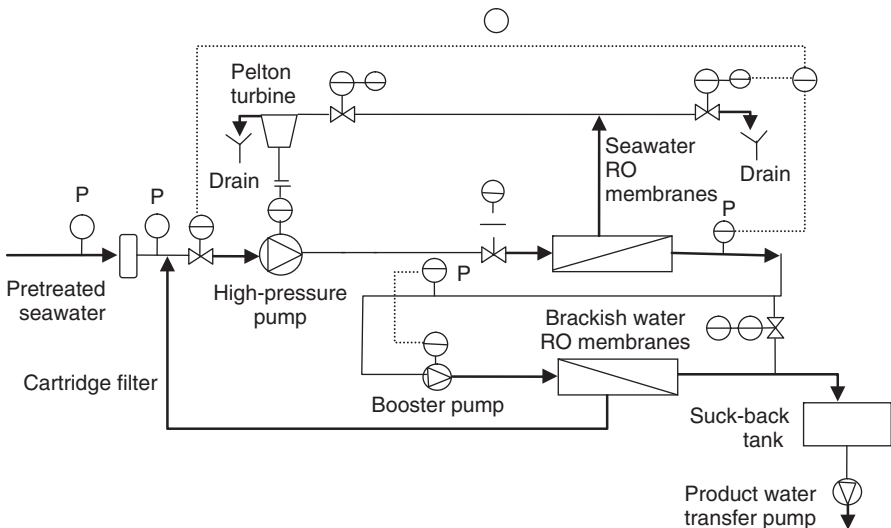 Pelton
turbine
Drain
Seawater
RO
membranes
Drain
P
P
P
Pretreated
seawater
High-pressure
pump
P
Brackish water
RO membranes
Cartridge filter
Booster pump
Suck-back
tank
Product water
transfer pump